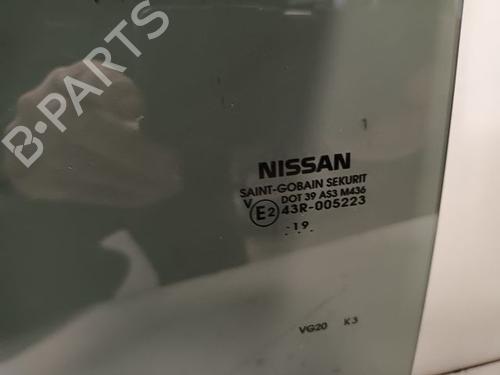 B·PARTS
NISSAN
SAINT-GOBAIN SEKURIT
V DOT 39 AS3 M436
E2 43R-005223
.19.
VG20 K3